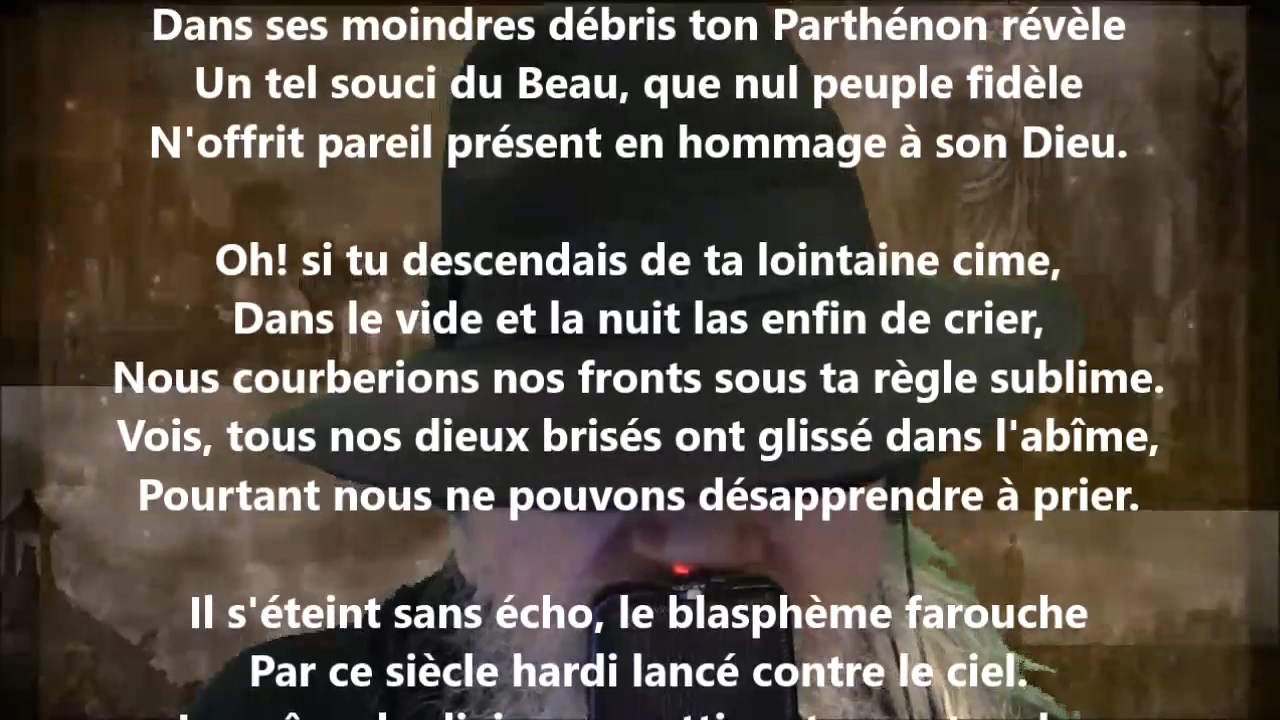 Dans ses moindres débris ton Parthénon révèle
Un tel souci du Beau, que nul peuple fidèle
N'offrit pareil présent en hommage à son Dieu.
Oh! si tu descendais de ta lointaine cime,
Dans le vide et la nuit las enfin de crier,
Nous courberions nos fronts sous ta règle sublime.
Vois, tous nos dieux brisés ont glissé dans l'abîme,
Pourtant nous ne pouvons désapprendre à prier.
Il s'éteint sans écho, le blasphème farouche
Par ce siècle hardi lancé contre le ciel.